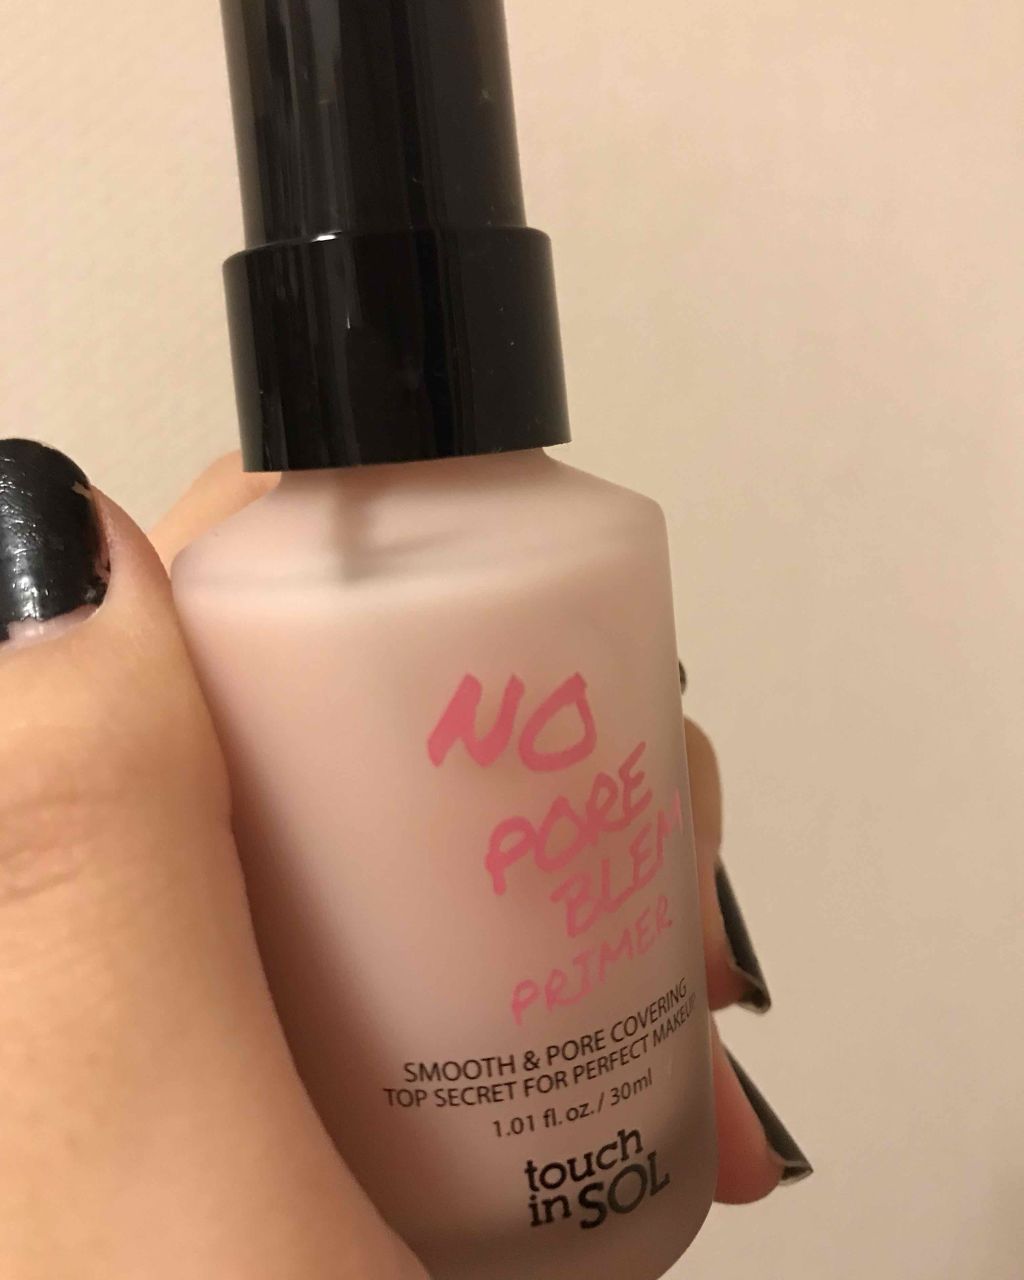 NO
PORE
BLEM
PRIMER
SMOOTH & PORE COVERING
TOP SECRET FOR PERFECT MAKEUP
1.01 fl.oz./ 30ml
touch
in SOL